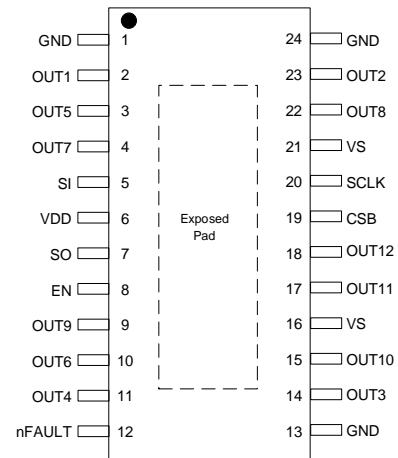 GND 1 24 GND
OUT1 2 23 OUT2
OUT5 3 22 OUT8
OUT7 4 21 VS
SI 5 20 SCLK
VDD 6 19 CSB
Exposed
Pad
SO 7 18 OUT12
EN 8 17 OUT11
OUT9 9 16 VS
OUT6 10 15 OUT10
OUT4 11 14 OUT3
nFAULT 12 13 GND